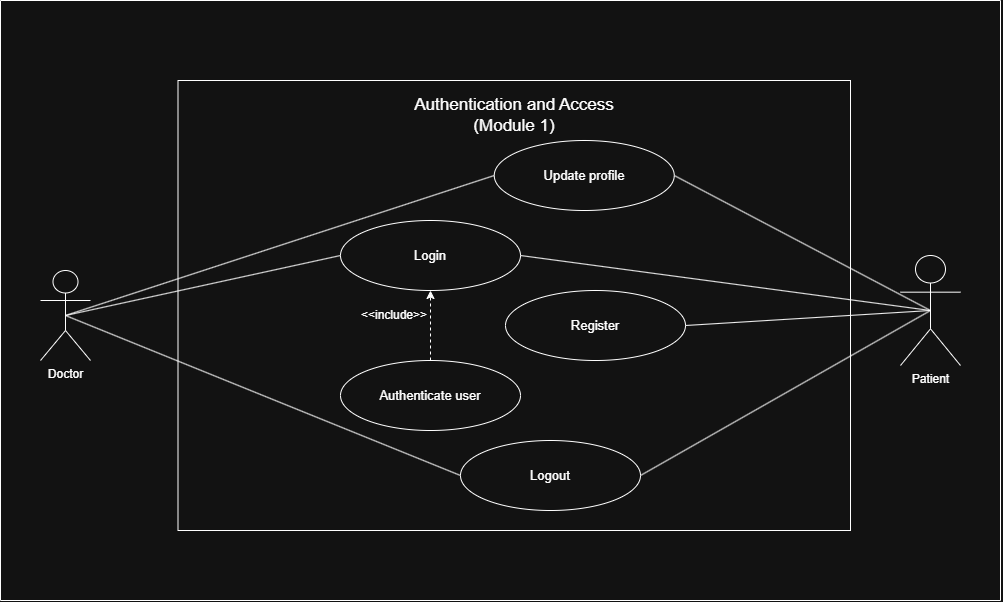 Authentication and Access
(Module 1)
Update profile
Login
<<include>>
Register
Doctor
Patient
Authenticate user
Logout